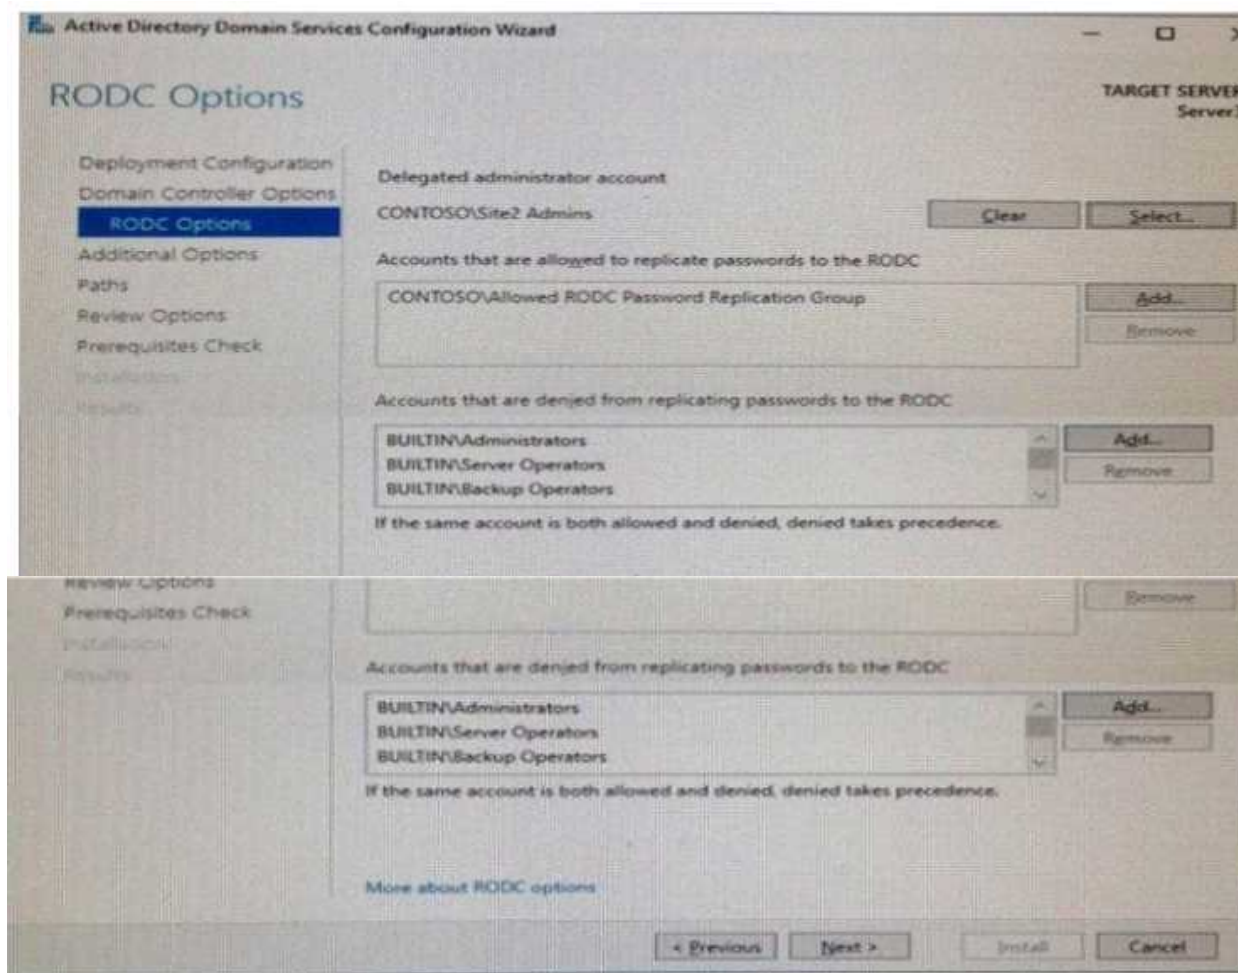 Active Directory Domain Services Configuration Wizard
RODC Options
TARGET SERVER
Deployment Configuration
Domain Controller Options
RODC Options
Additional Options
Paths
Review Options
Prerequisites Check
Installation
Results
Delegated administrator account
CONTOSO\Site2 Admins
Clear
Select...
Accounts that are allowed to replicate passwords to the RODC
CONTOSO\Allowed RODC Password Replication Group
Add...
Remove
Accounts that are denied from replicating passwords to the RODC
BUILTIN\Administrators
BUILTIN\Server Operators
BUILTIN\Backup Operators
Add...
Remove
If the same account is both allowed and denied, denied takes precedence.
Review Options
Prerequisites Check
Installation
Results
Remove
Accounts that are denied from replicating passwords to the RODC
BUILTIN\Administrators
BUILTIN\Server Operators
BUILTIN\Backup Operators
Add...
Remove
If the same account is both allowed and denied, denied takes precedence.
More about RODC options
< Previous
Next >
Install
Cancel